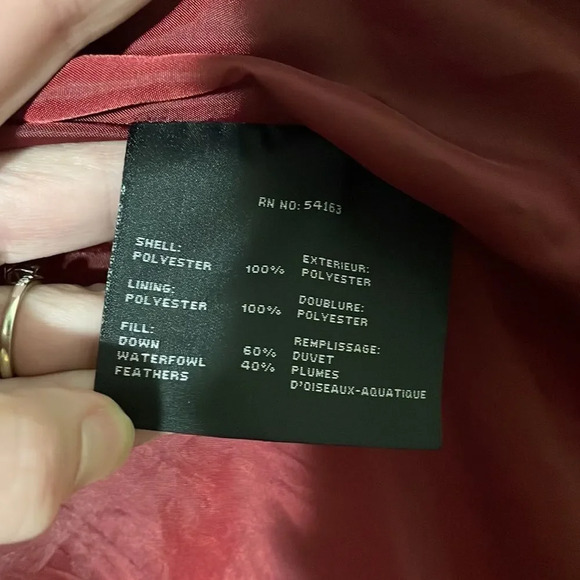 RN NO: 54163
SHELL:
POLYESTER 100% EXTERIEUR:
POLYESTER
LINING:
POLYESTER 100% DOUBLURE:
POLYESTER
FILL:
DOWN 60% REMPLISSAGE:
DUVET
WATERFOWL
FEATHERS 40% PLUMES
D'OISEAUX-AQUATIQUE